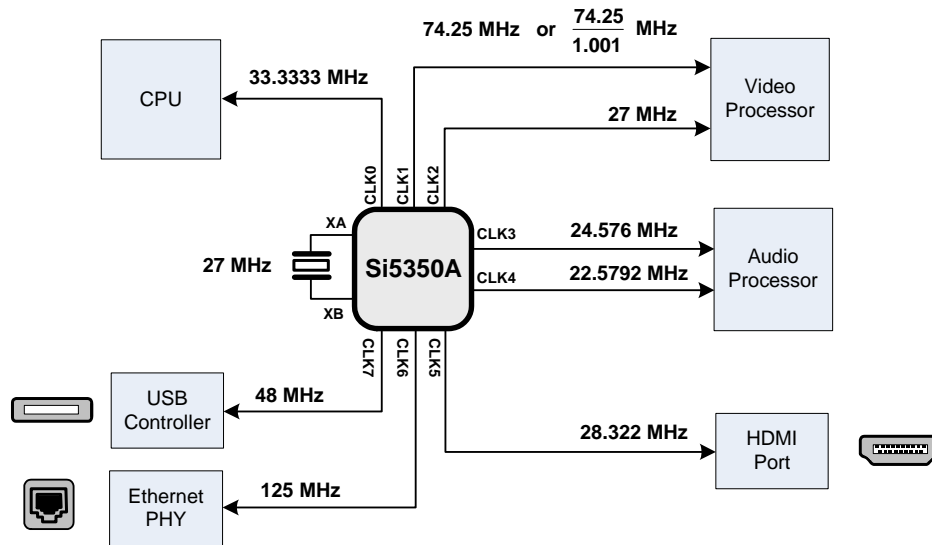 74.25 MHz or 74.25
1.001 MHz
33.3333 MHz
CPU
Video
Processor
27 MHz
CLK0
CLK1
CLK2
XA
CLK3
24.576 MHz
27 MHz
Si5350A
Audio
Processor
CLK4
22.5792 MHz
XB
CLK7
CLK6
CLK5
USB
Controller
48 MHz
28.322 MHz
HDMI
Port
Ethernet
PHY
125 MHz